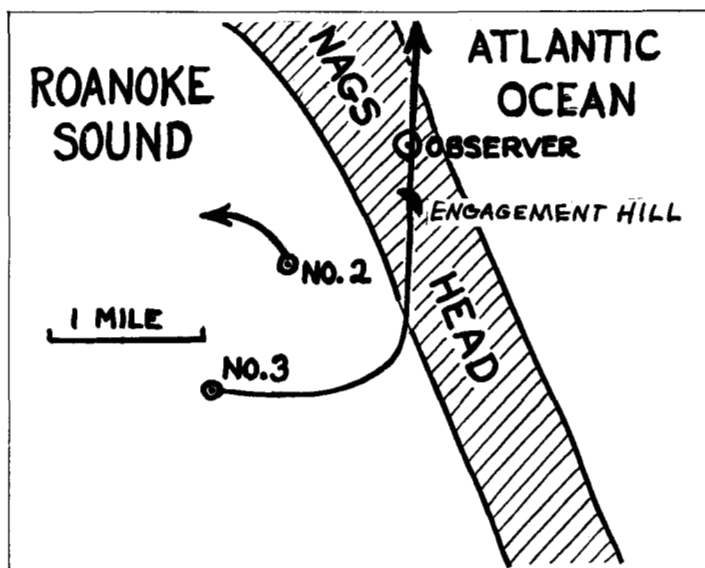 ROANOKE
SOUND
NAGS
HEAD
ATLANTIC
OCEAN
OBSERVER
ENGAGEMENT HILL
NO. 2
1 MILE
NO. 3